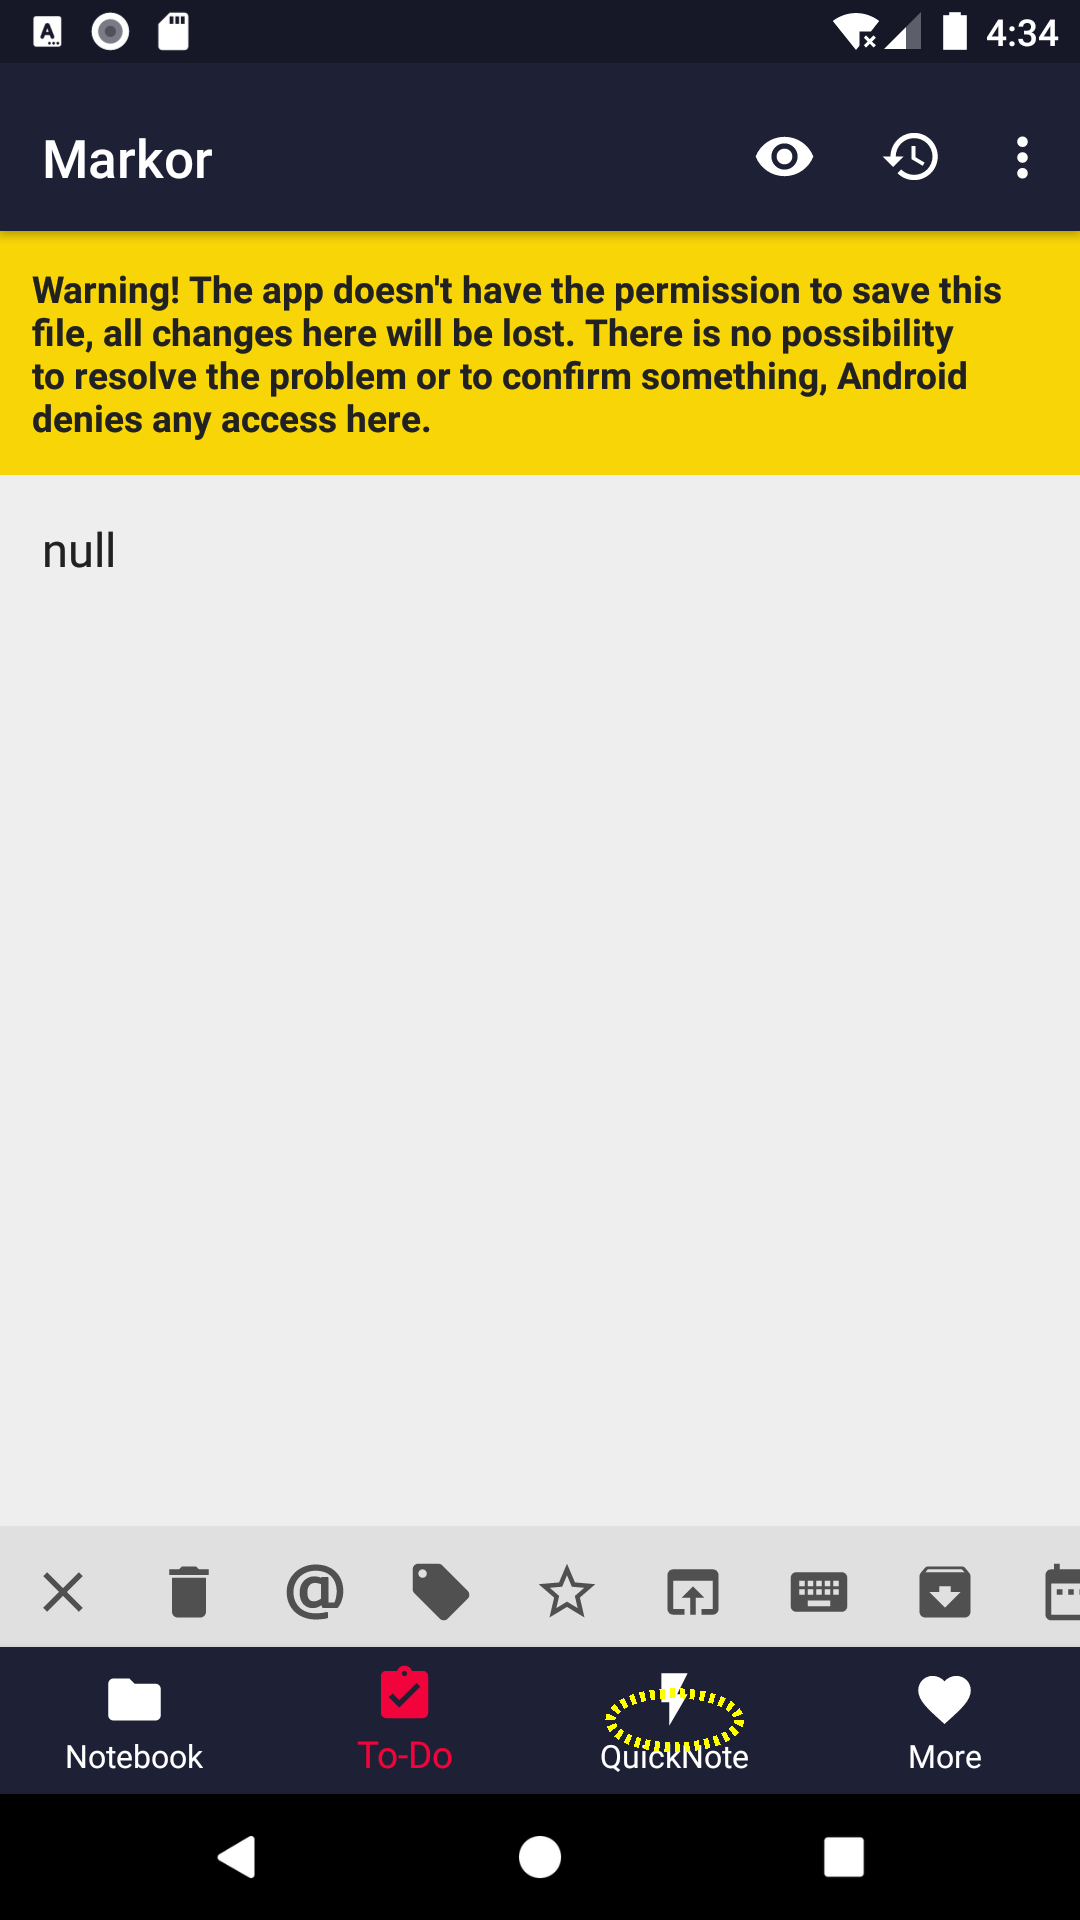 4:34
Markor
Warning! The app doesn't have the permission to save this
file, all changes here will be lost. There is no possibility
to resolve the problem or to confirm something, Android
denies any access here.
null
Notebook
To-Do
QuickNote
More